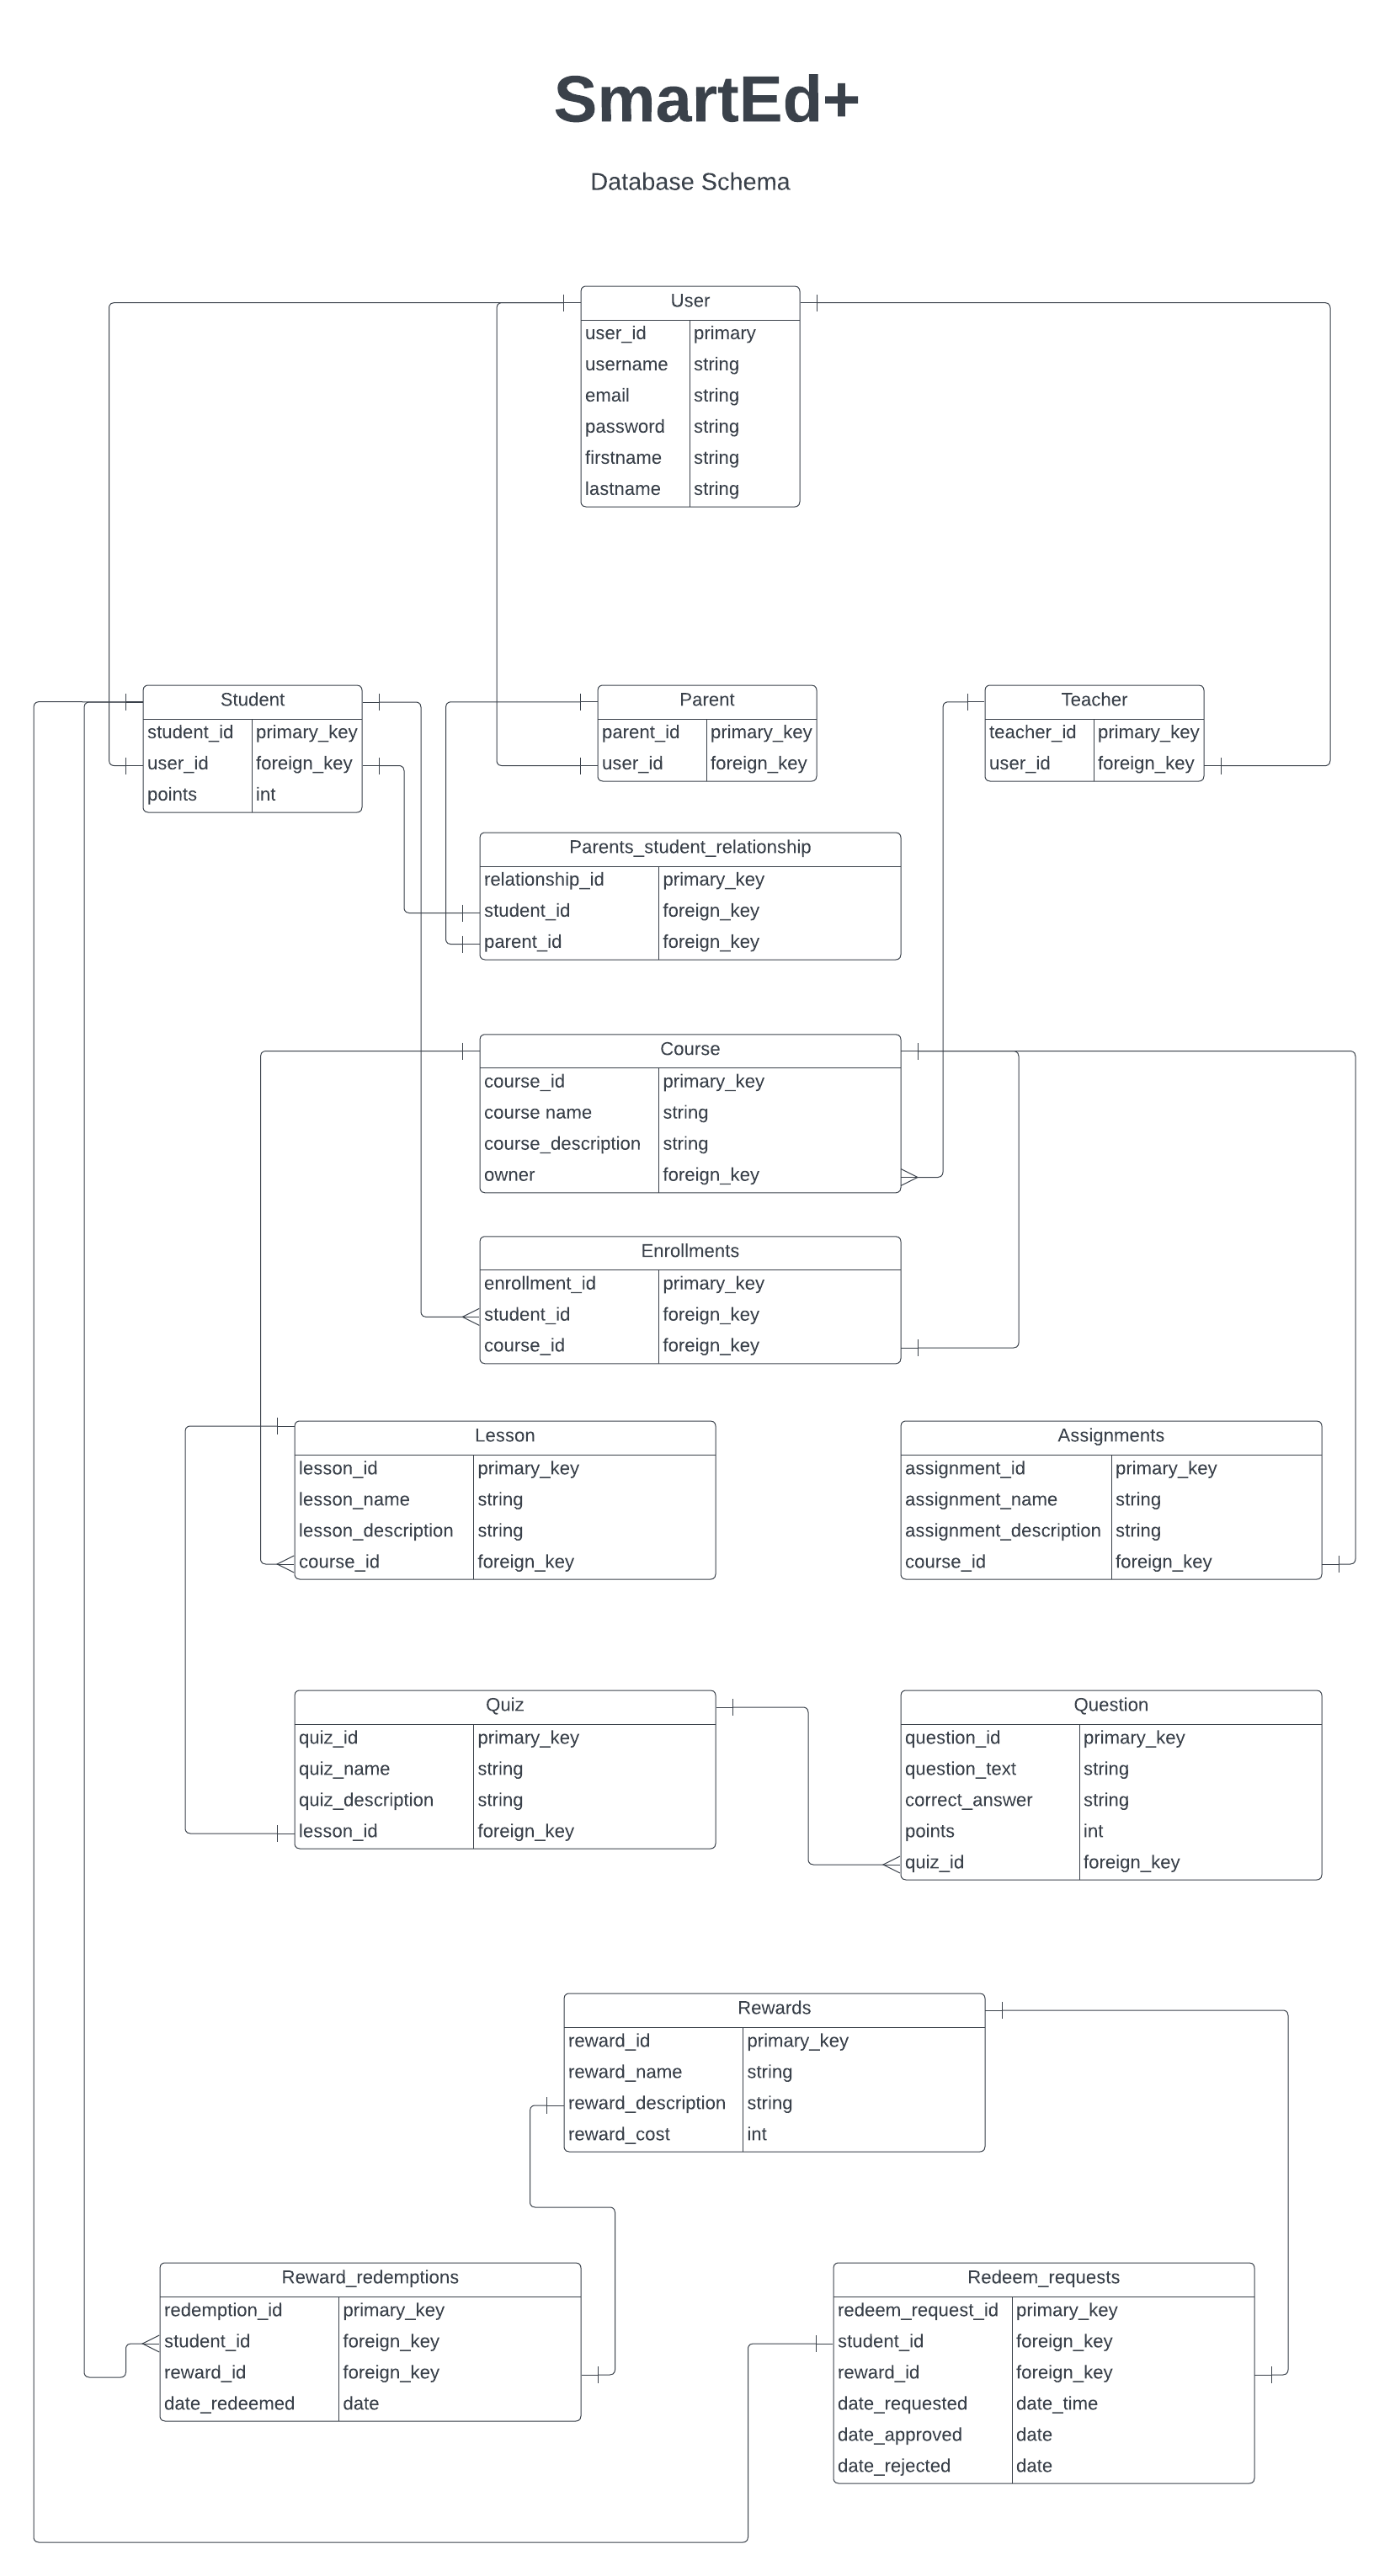 SmartEd+
Database Schema
User
user_id primary
username string
email string
password string
firstname string
lastname string
Student
student_id primary_key
user_id foreign_key
points int
Parent
parent_id primary_key
user_id foreign_key
Teacher
teacher_id primary_key
user_id foreign_key
Parents_student_relationship
relationship_id primary_key
student_id foreign_key
parent_id foreign_key
Course
course_id primary_key
course name string
course_description string
owner foreign_key
Enrollments
enrollment_id primary_key
student_id foreign_key
course_id foreign_key
Lesson
lesson_id primary_key
lesson_name string
lesson_description string
course_id foreign_key
Assignments
assignment_id primary_key
assignment_name string
assignment_description string
course_id foreign_key
Quiz
quiz_id primary_key
quiz_name string
quiz_description string
lesson_id foreign_key
Question
question_id primary_key
question_text string
correct_answer string
points int
quiz_id foreign_key
Rewards
reward_id primary_key
reward_name string
reward_description string
reward_cost int
Reward_redemptions
redemption_id primary_key
student_id foreign_key
reward_id foreign_key
date_redeemed date
Redeem_requests
redeem_request_id primary_key
student_id foreign_key
reward_id foreign_key
date_requested date_time
date_approved date
date_rejected date